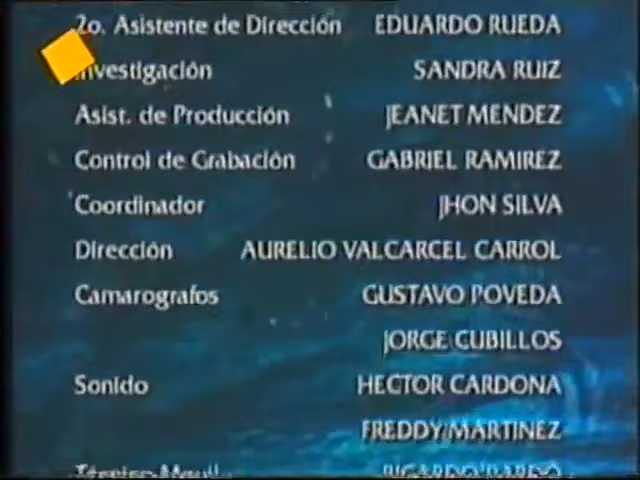 2o. Asistente de Dirección EDUARDO RUEDA
Investigación SANDRA RUIZ
Asist. de Producción JEANET MENDEZ
Control de Grabación GABRIEL RAMIREZ
Coordinador JHON SILVA
Dirección AURELIO VALCARCEL CARROL
Camarografos GUSTAVO POVEDA
JORGE CUBILLOS
Sonido HECTOR CARDONA
FREDDY MARTINEZ
RICARDO